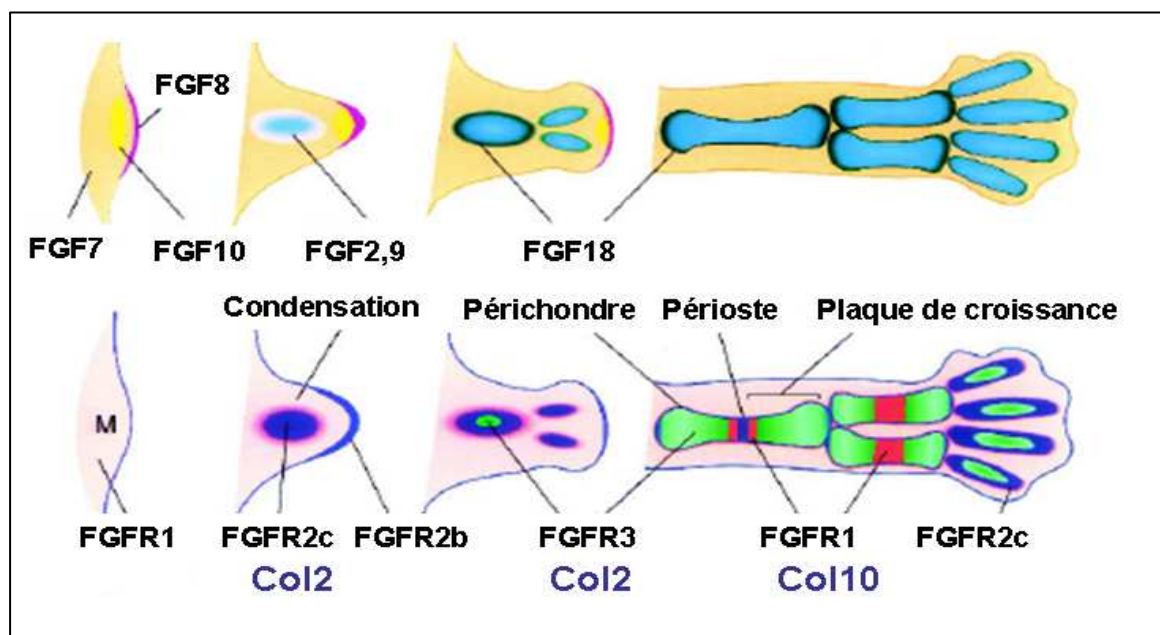 FGF8
FGF7 FGF10 FGF2,9 FGF18
Condensation Périchondre Périoste Plaque de croissance
M
FGFR1 FGFR2c FGFR2b FGFR3 FGFR1 FGFR2c
Col2 Col2 Col10